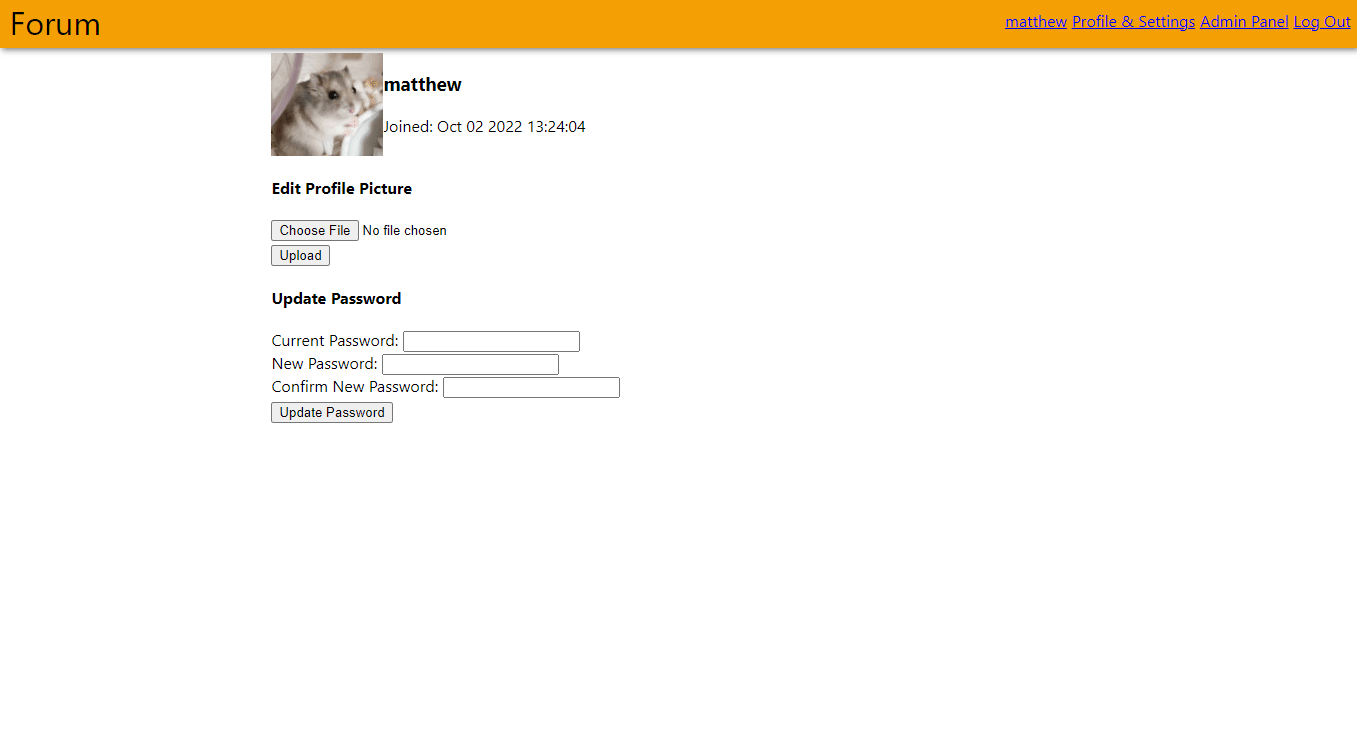 Forum
matthew Profile & Settings Admin Panel Log Out
matthew
Joined: Oct 02 2022 13:24:04
Edit Profile Picture
Choose File No file chosen
Upload
Update Password
Current Password:
New Password:
Confirm New Password:
Update Password